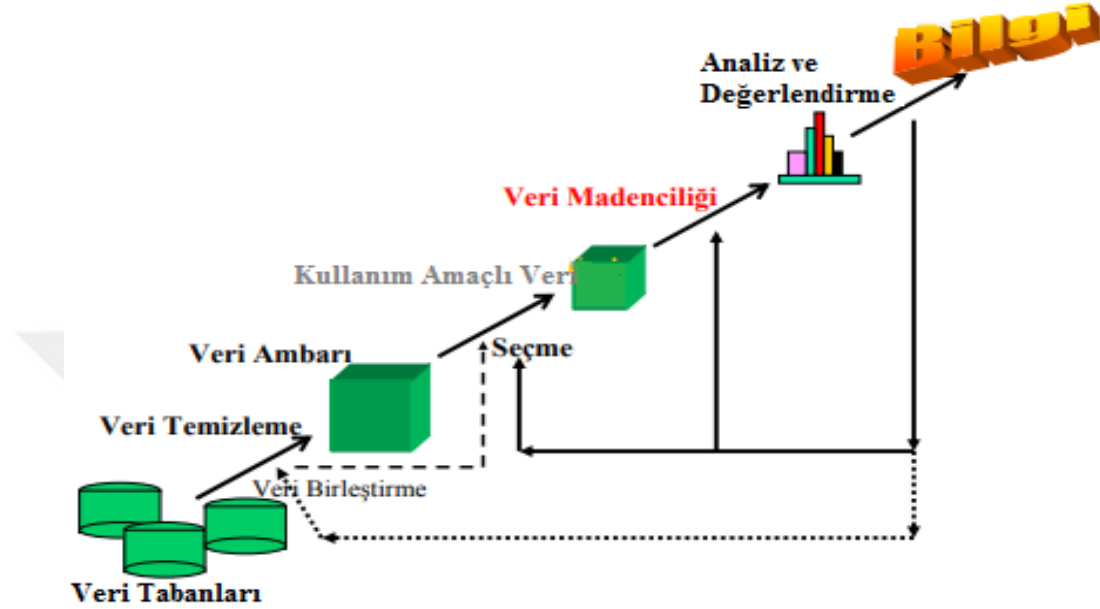 Bilgi
Analiz ve
Değerlendirme
Veri Madenciliği
Kullanım Amaçlı Veri
Seçme
Veri Ambarı
Veri Temizleme
Veri Birleştirme
Veri Tabanları